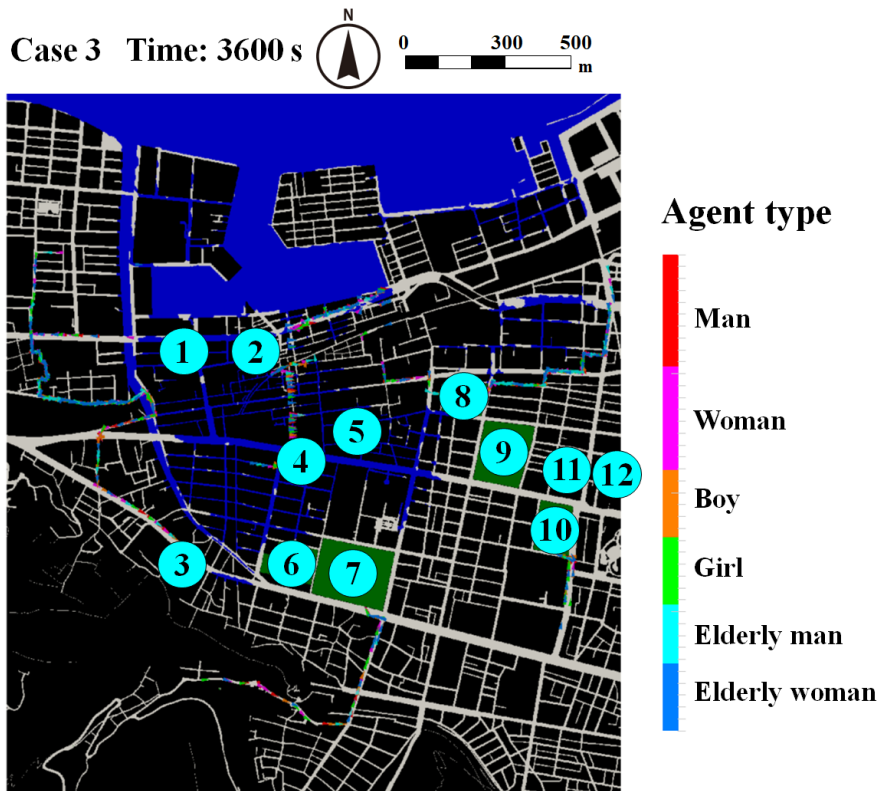 N
Case 3 Time: 3600 s
0 300 500
m
Agent type
Man
Woman
Boy
Girl
Elderly man
Elderly woman
1
2
3
4
5
6
7
8
9
10
11
12